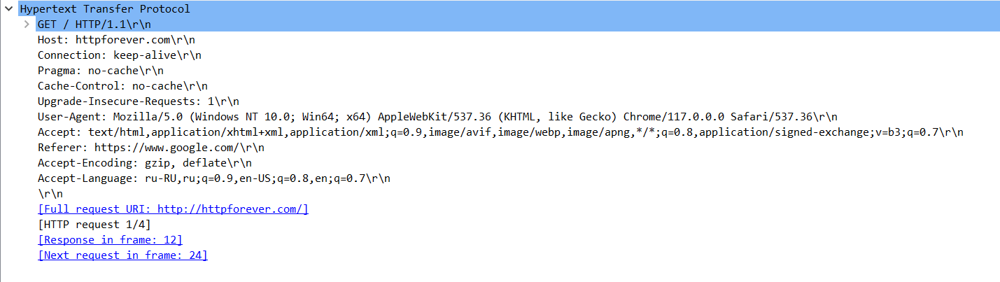 Hypertext Transfer Protocol
GET / HTTP/1.1\r\n
Host: httpforever.com\r\n
Connection: keep-alive\r\n
Pragma: no-cache\r\n
Cache-Control: no-cache\r\n
Upgrade-Insecure-Requests: 1\r\n
User-Agent: Mozilla/5.0 (Windows NT 10.0; Win64; x64) AppleWebKit/537.36 (KHTML, like Gecko) Chrome/117.0.0.0 Safari/537.36\r\n
Accept: text/html,application/xhtml+xml,application/xml;q=0.9,image/avif,image/webp,image/apng,*/*;q=0.8,application/signed-exchange;v=b3;q=0.7\r\n
Referer: https://www.google.com/\r\n
Accept-Encoding: gzip, deflate\r\n
Accept-Language: ru-RU,ru;q=0.9,en-US;q=0.8,en;q=0.7\r\n
\r\n
[Full request URI: http://httpforever.com/]
[HTTP request 1/4]
[Response in frame: 12]
[Next request in frame: 24]